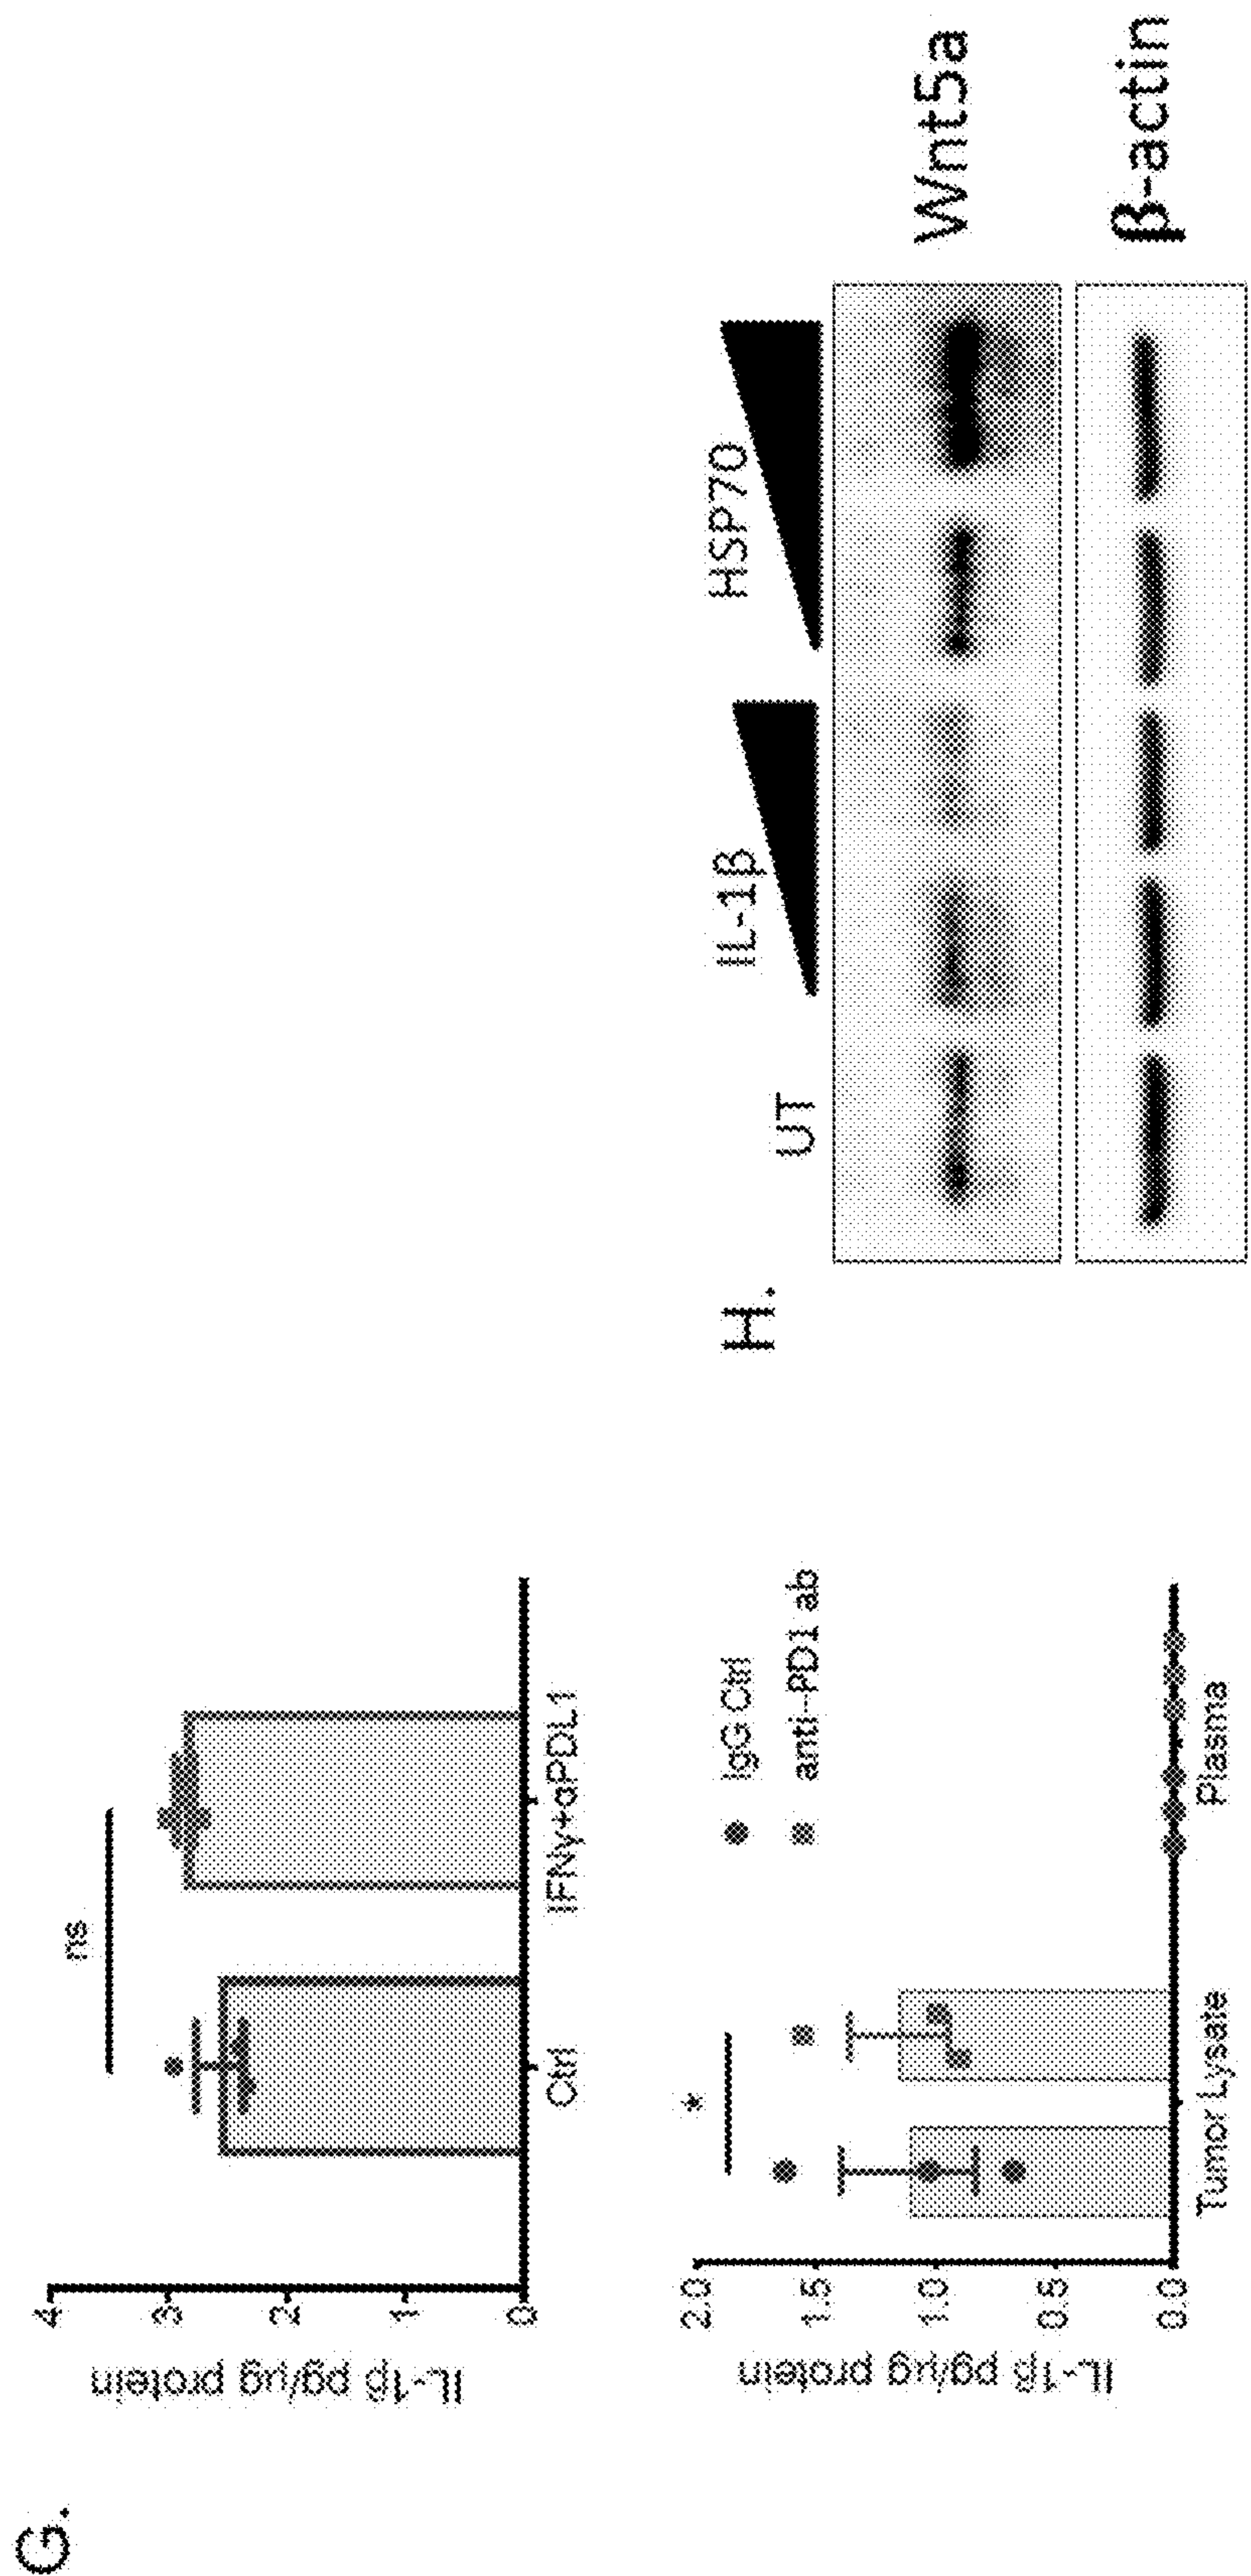 G.
IL-1β pg/μg protein
4
3
2
1
0
ns
Ctrl
IFNγ+αPDL1
IL-1β pg/μg protein
2.0
1.5
1.0
0.5
0.0
*
IgG Ctrl
anti-PD1 ab
Tumor Lysate
Plasma
H.
UT
IL-1β
HSP70
Wnt5a
β-actin